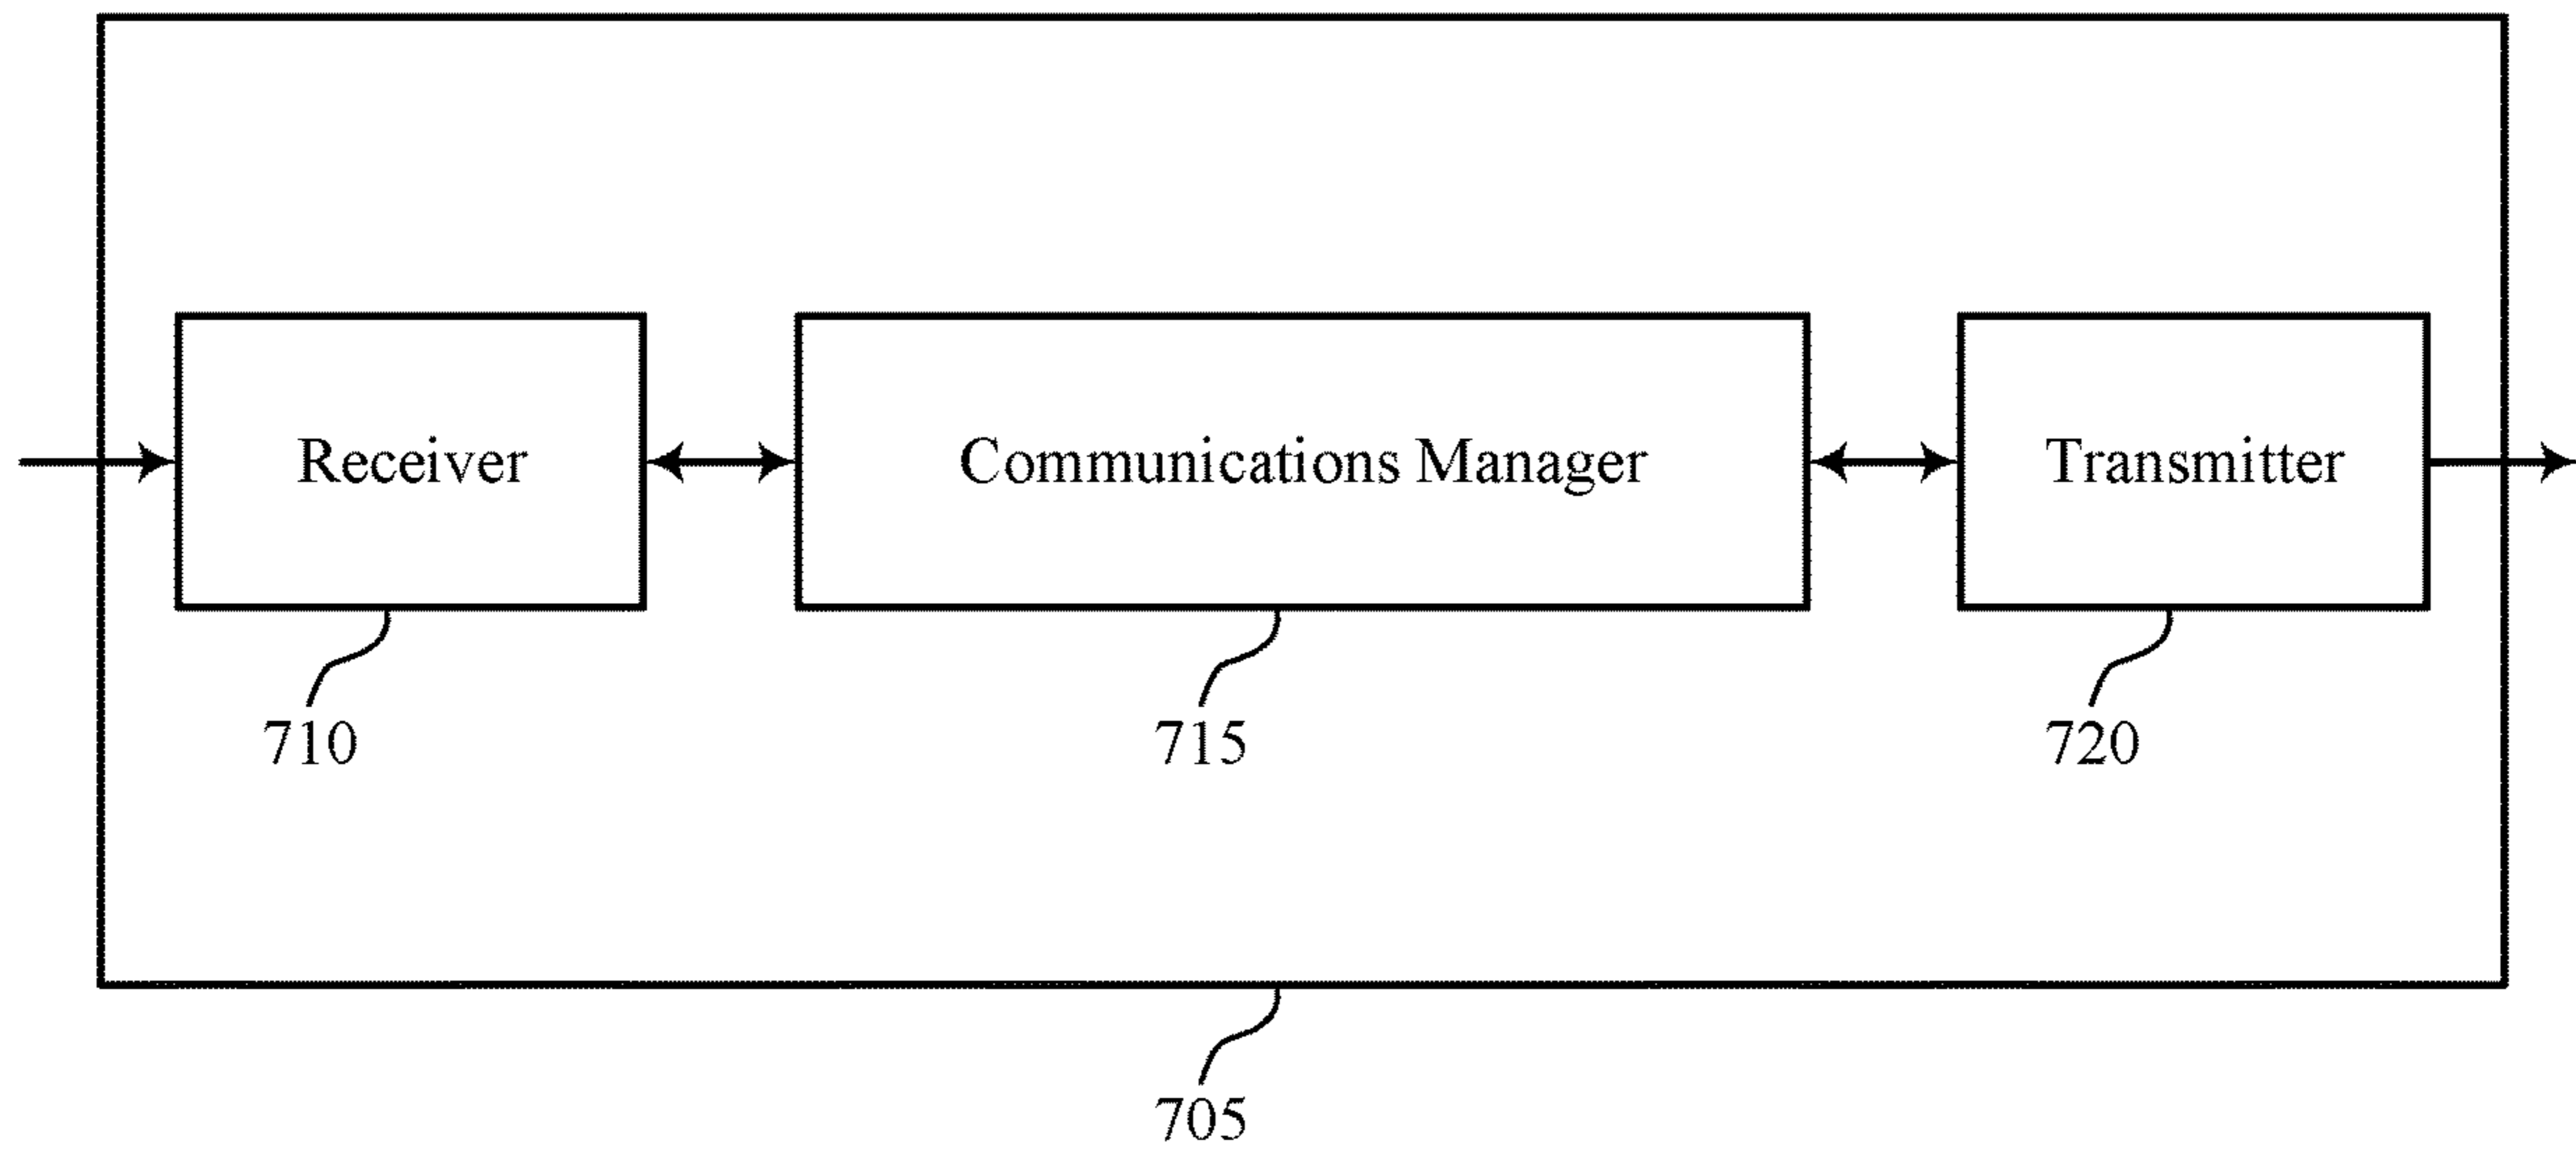 Receiver
Communications Manager
Transmitter
710
715
720
705